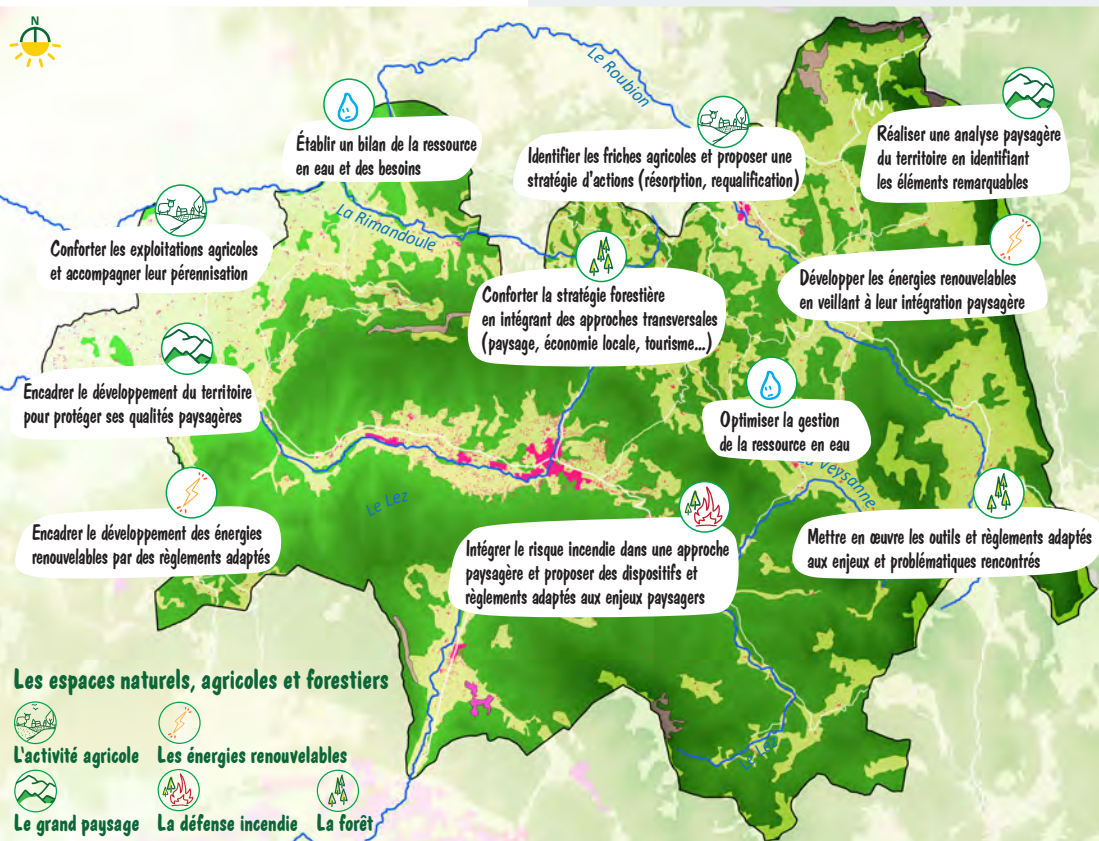 N
Le Roubion
Établir un bilan de la ressource
en eau et des besoins
Identifier les friches agricoles et proposer une
stratégie d'actions (résorption, requalification)
Réaliser une analyse paysagère
du territoire en identifiant
les éléments remarquables
La Rimandoule
Conforter les exploitations agricoles
et accompagner leur pérennisation
Conforter la stratégie forestière
en intégrant des approches transversales
(paysage, économie locale, tourisme...)
Développer les énergies renouvelables
en veillant à leur intégration paysagère
Encadrer le développement du territoire
pour protéger ses qualités paysagères
Optimiser la gestion
de la ressource en eau
Veysanne
Le Lez
Encadrer le développement des énergies
renouvelables par des règlements adaptés
Intégrer le risque incendie dans une approche
paysagère et proposer des dispositifs et
règlements adaptés aux enjeux paysagers
Mettre en œuvre les outils et règlements adaptés
aux enjeux et problématiques rencontrés
Les espaces naturels, agricoles et forestiers
L'activité agricole
Les énergies renouvelables
Le Lez
Le grand paysage
La défense incendie
La forêt